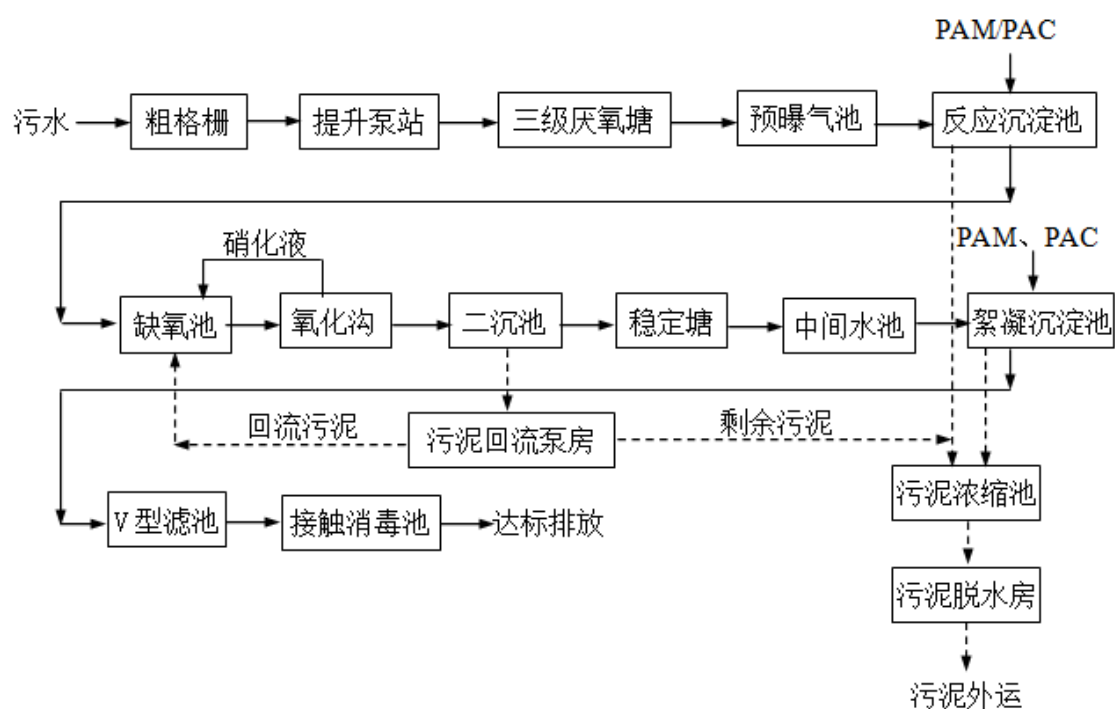 PAM/PAC
污水
粗格栅
提升泵站
三级厌氧塘
预曝气池
反应沉淀池
硝化液
PAM、PAC
缺氧池
氧化沟
二沉池
稳定塘
中间水池
絮凝沉淀池
回流污泥
污泥回流泵房
剩余污泥
污泥浓缩池
V型滤池
接触消毒池
达标排放
污泥脱水房
污泥外运